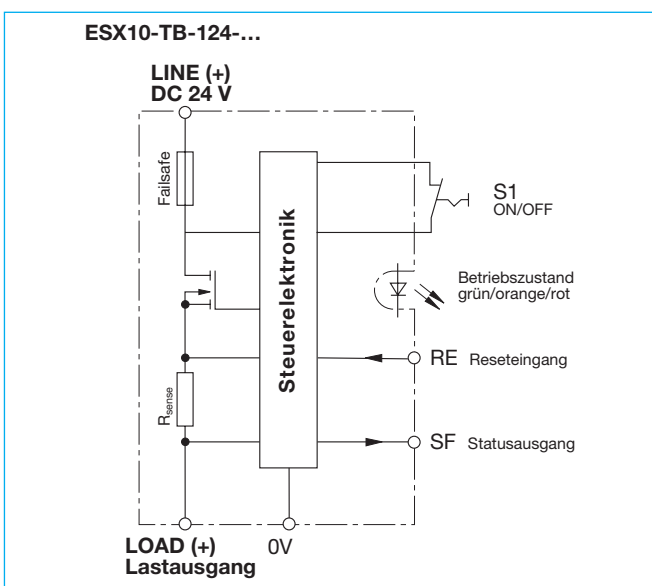 ESX10-TB-124-...
LINE (+)
DC 24 V
Failsafe
Steuerelektronik
S1
ON/OFF
Betriebszustand
grün/orange/rot
RE Reseteingang
Rsense
SF Statusausgang
LOAD (+)
Lastausgang
0V